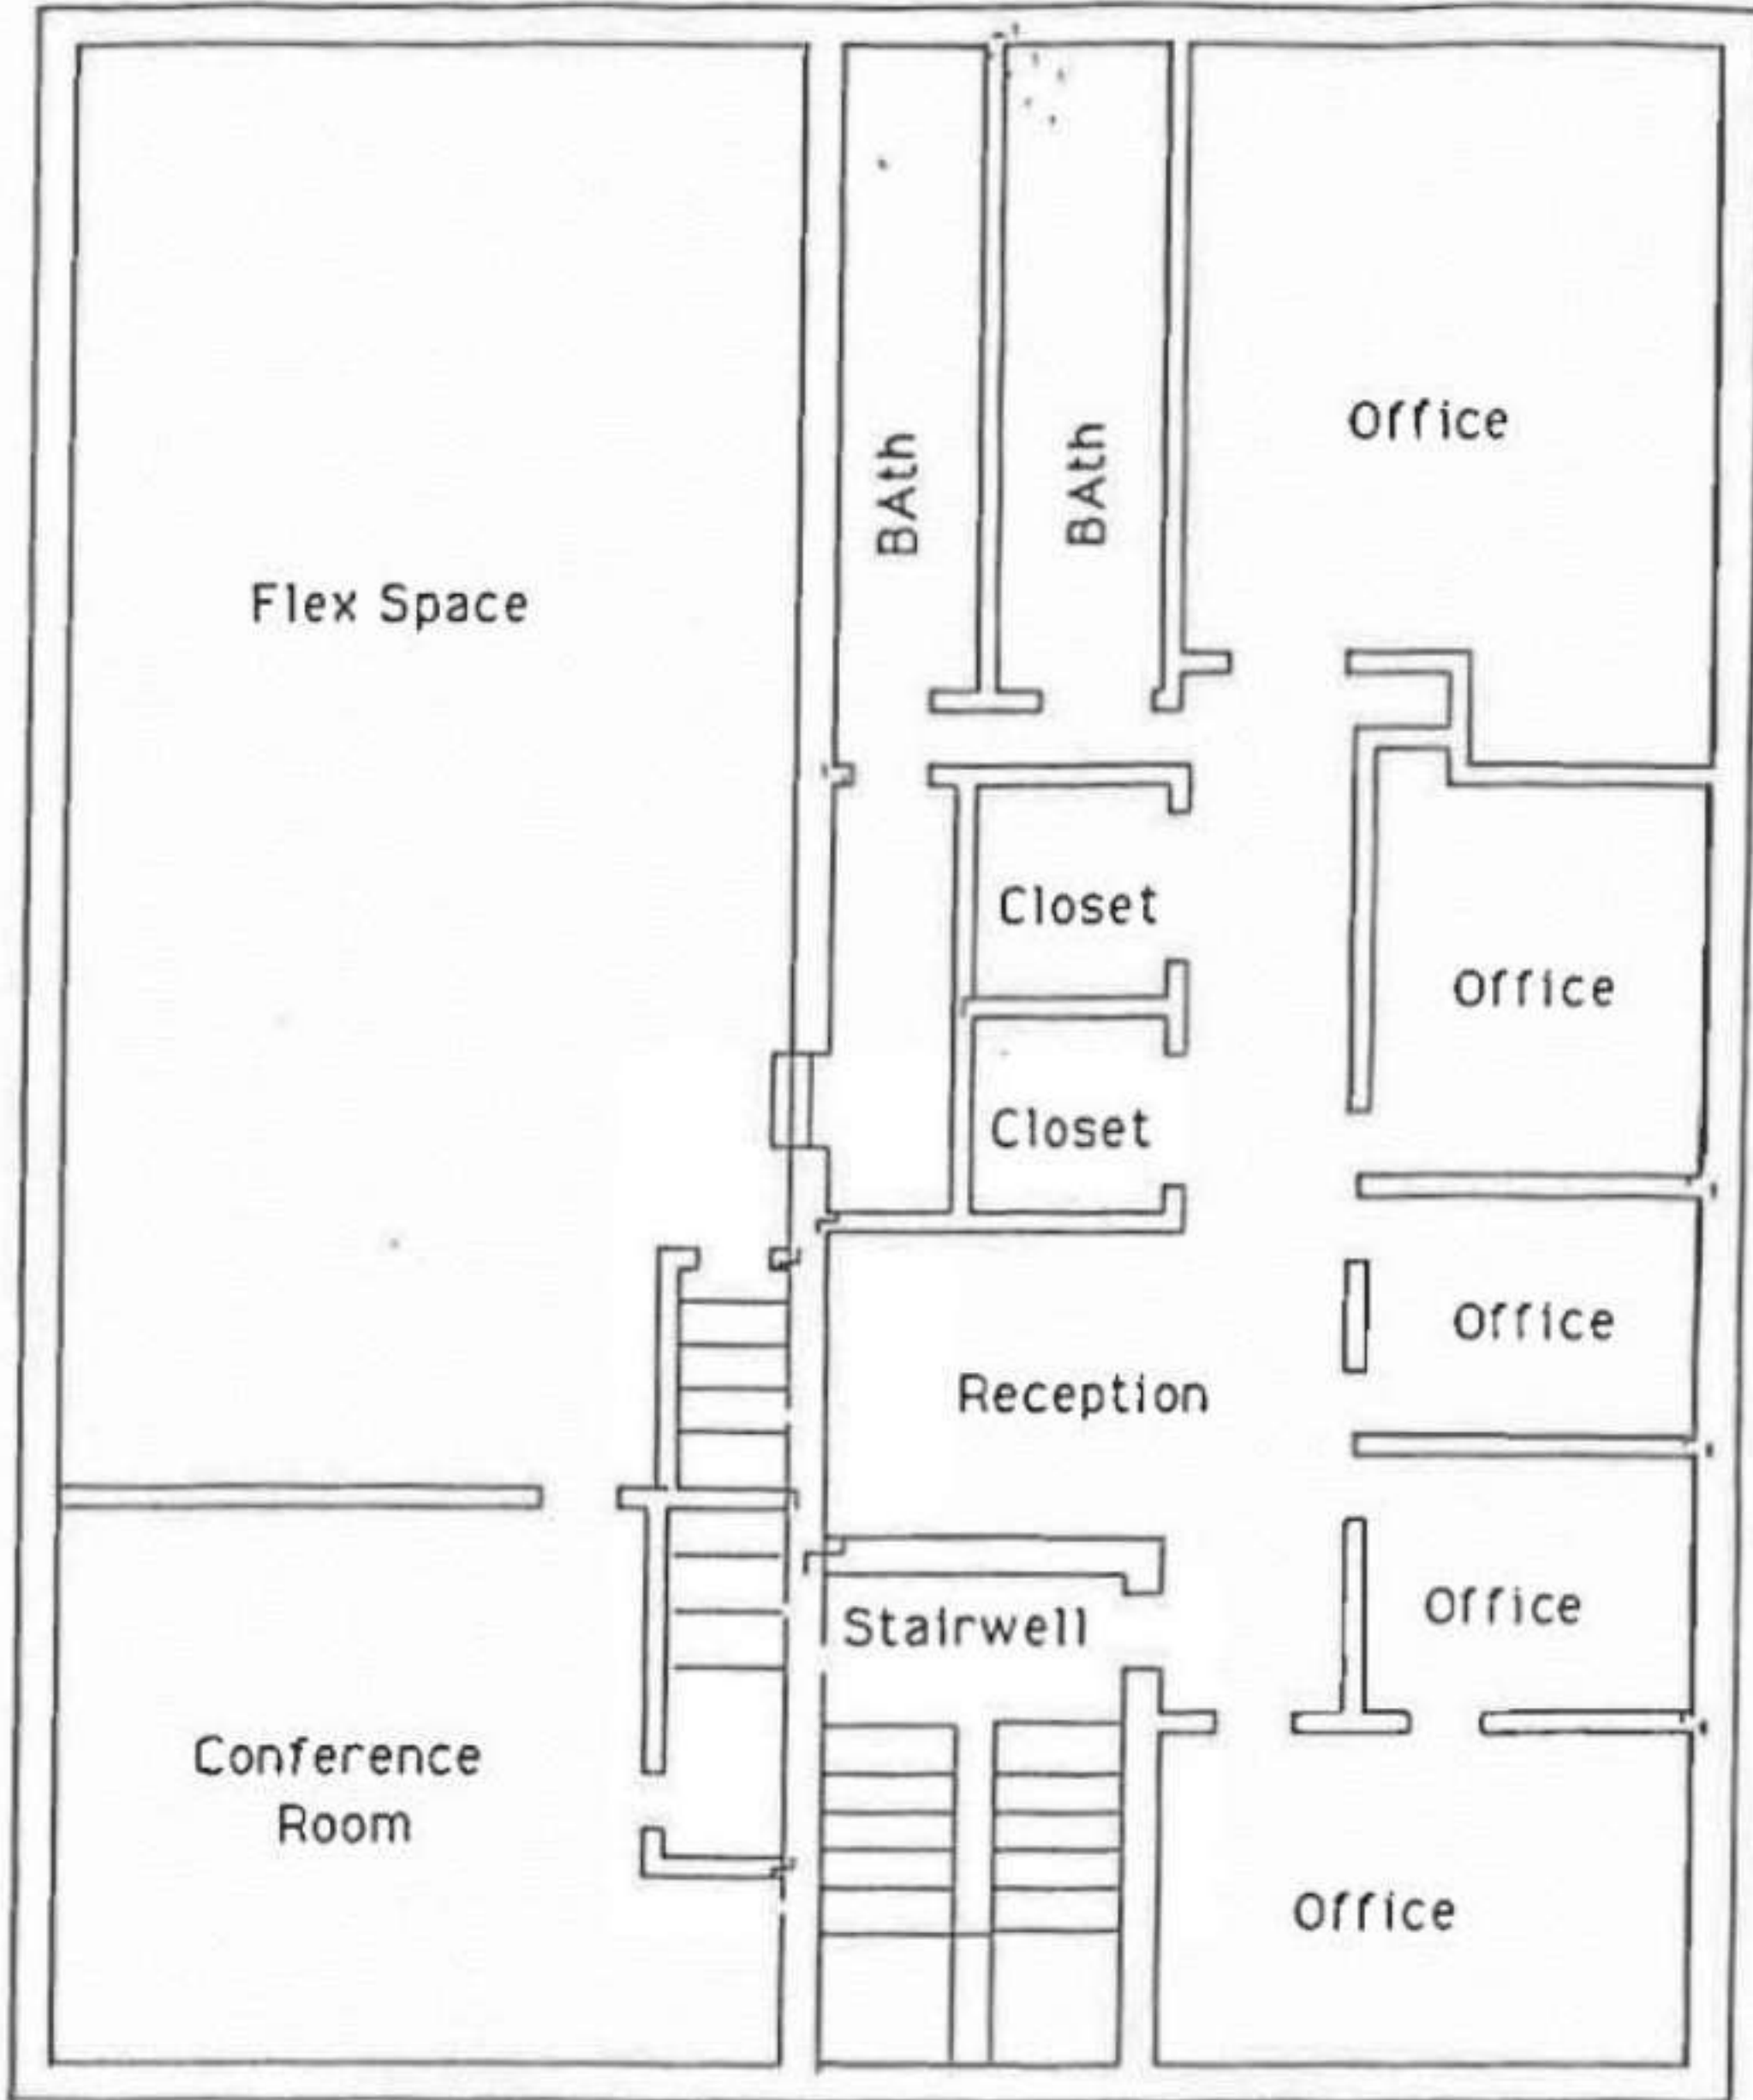 Office
BAth
BAth
Flex Space
Closet
Office
Closet
Office
Reception
Office
Stairwell
Conference
Room
Office